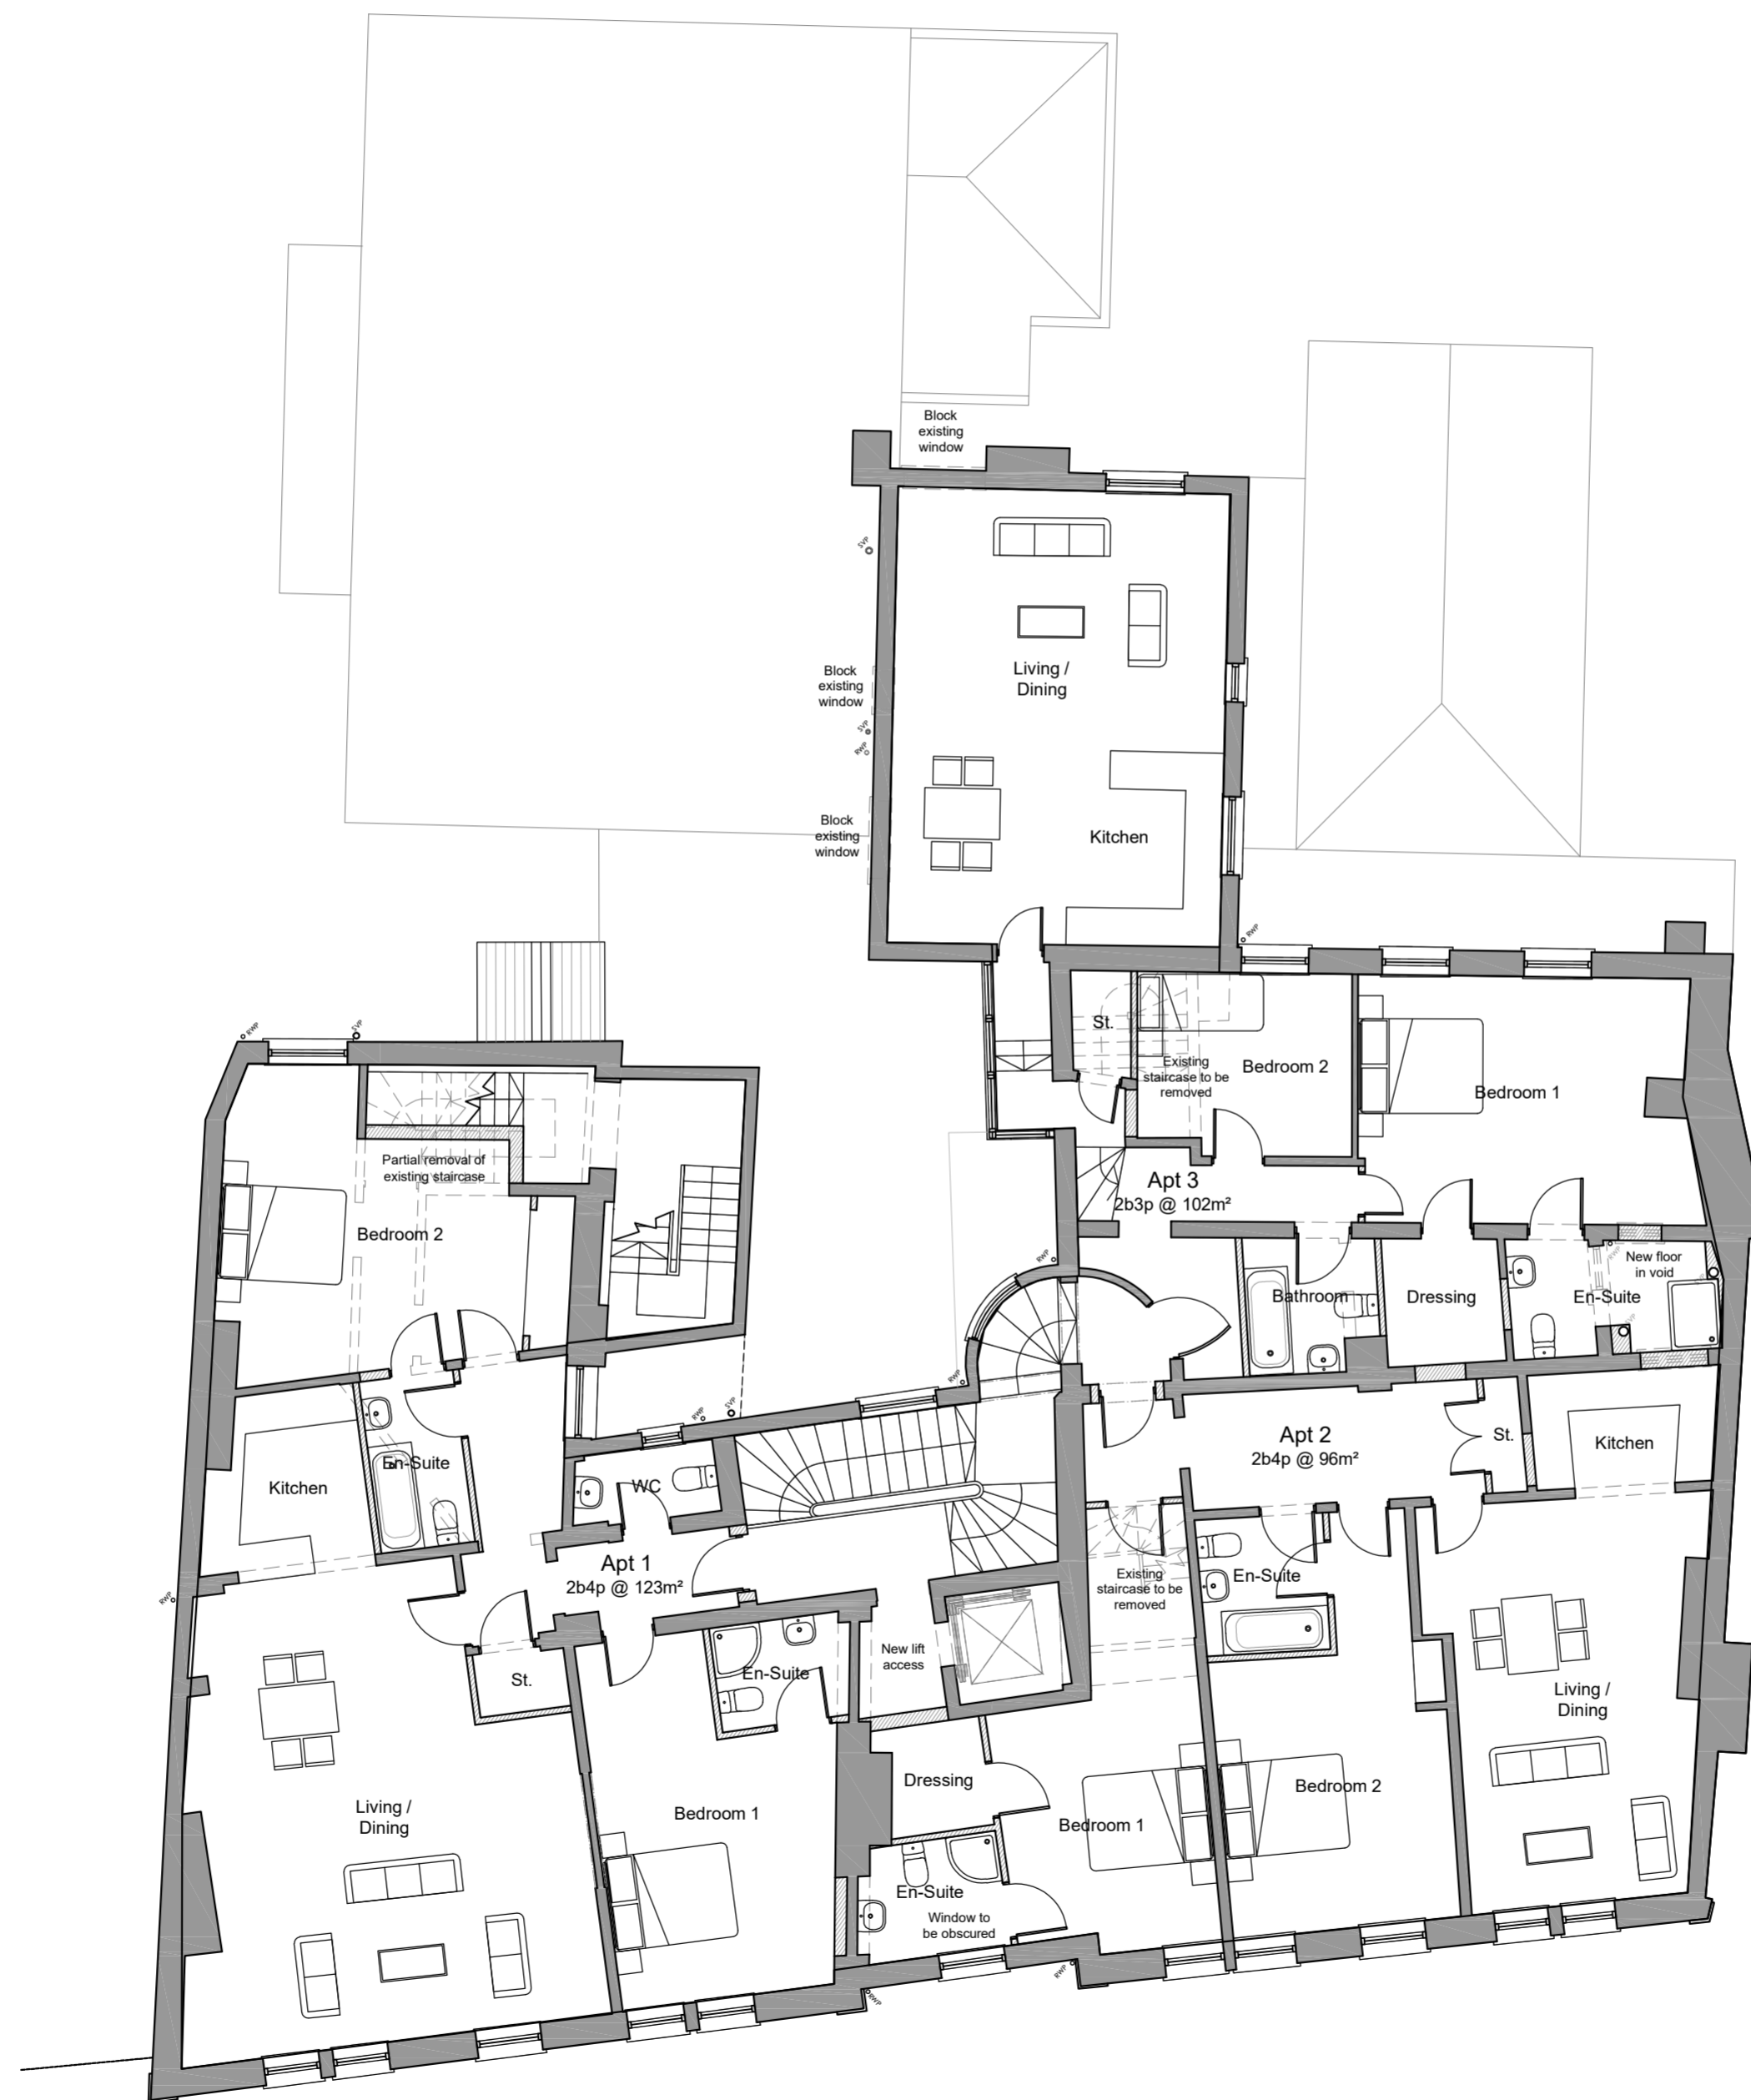 Block
existing
window
SVP
Living /
Dining
Block
existing
window
SVP
RWP
Block
existing
window
Kitchen
RWP
RWP
SVP
St.
Existing
staircase to be
removed
Bedroom 2
Bedroom 1
Partial removal of
existing staircase
Bedroom 2
Apt 3
2b3p @ 102m²
RWP
RWP
New floor
in void
Bathroom
Dressing
En-Suite
SVP
RWP
RWP
SVP
Kitchen
En-Suite
WC
Apt 2
2b4p @ 96m²
St.
Kitchen
Apt 1
2b4p @ 123m²
RWP
Existing
staircase to be
removed
En-Suite
New lift
access
En-Suite
St.
Living /
Dining
Dressing
Bedroom 2
Living /
Dining
Bedroom 1
Bedroom 1
En-Suite
Window to
be obscured
RWP
RWP